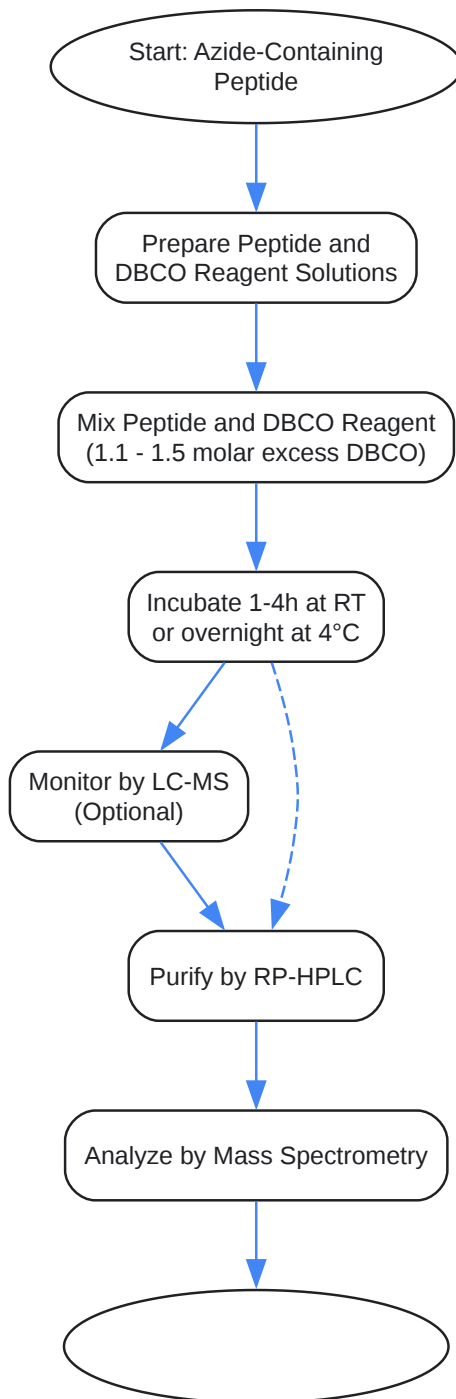 Start: Azide-Containing
Peptide
Prepare Peptide and
DBCO Reagent Solutions
Mix Peptide and DBCO Reagent
(1.1 - 1.5 molar excess DBCO)
Incubate 1-4h at RT
or overnight at 4°C
Monitor by LC-MS
(Optional)
Purify by RP-HPLC
Analyze by Mass Spectrometry